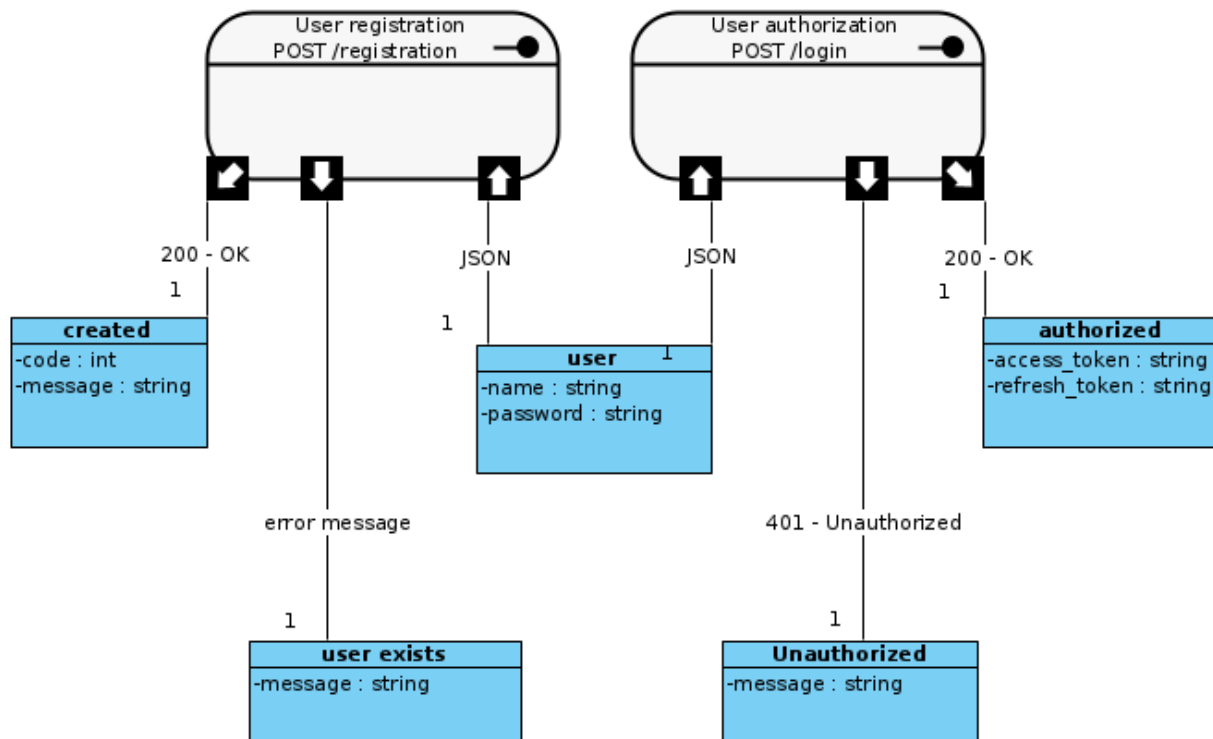 User registration
POST /registration
User authorization
POST /login
200 - OK
JSON
JSON
200 - OK
1
1
1
1
created
-code : int
-message : string
user
-name : string
-password : string
authorized
-access_token : string
-refresh_token : string
error message
401 - Unauthorized
1
1
user exists
-message : string
Unauthorized
-message : string